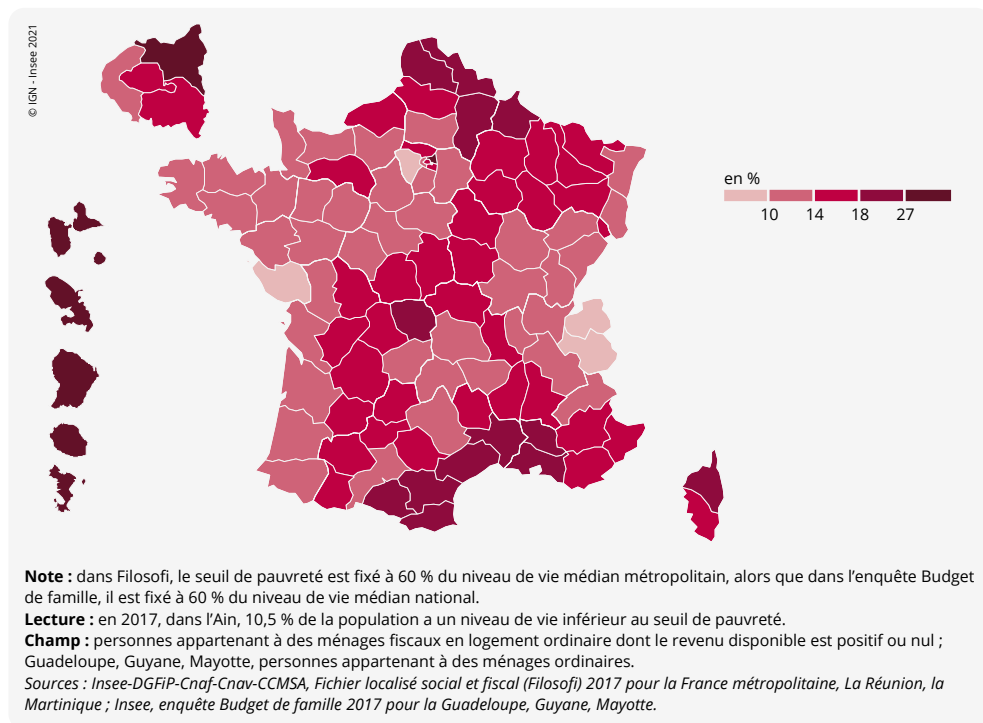 © IGN - Insee 2021
en %
10 14 18 27
Note : dans Filosofi, le seuil de pauvreté est fixé à 60 % du niveau de vie médian métropolitain, alors que dans l’enquête Budget
de famille, il est fixé à 60 % du niveau de vie médian national.
Lecture : en 2017, dans l’Ain, 10,5 % de la population a un niveau de vie inférieur au seuil de pauvreté.
Champ : personnes appartenant à des ménages fiscaux en logement ordinaire dont le revenu disponible est positif ou nul ;
Guadeloupe, Guyane, Mayotte, personnes appartenant à des ménages ordinaires.
Sources : Insee-DGFiP-Cnaf-Cnav-CCMSA, Fichier localisé social et fiscal (Filosofi) 2017 pour la France métropolitaine, La Réunion, la
Martinique ; Insee, enquête Budget de famille 2017 pour la Guadeloupe, Guyane, Mayotte.